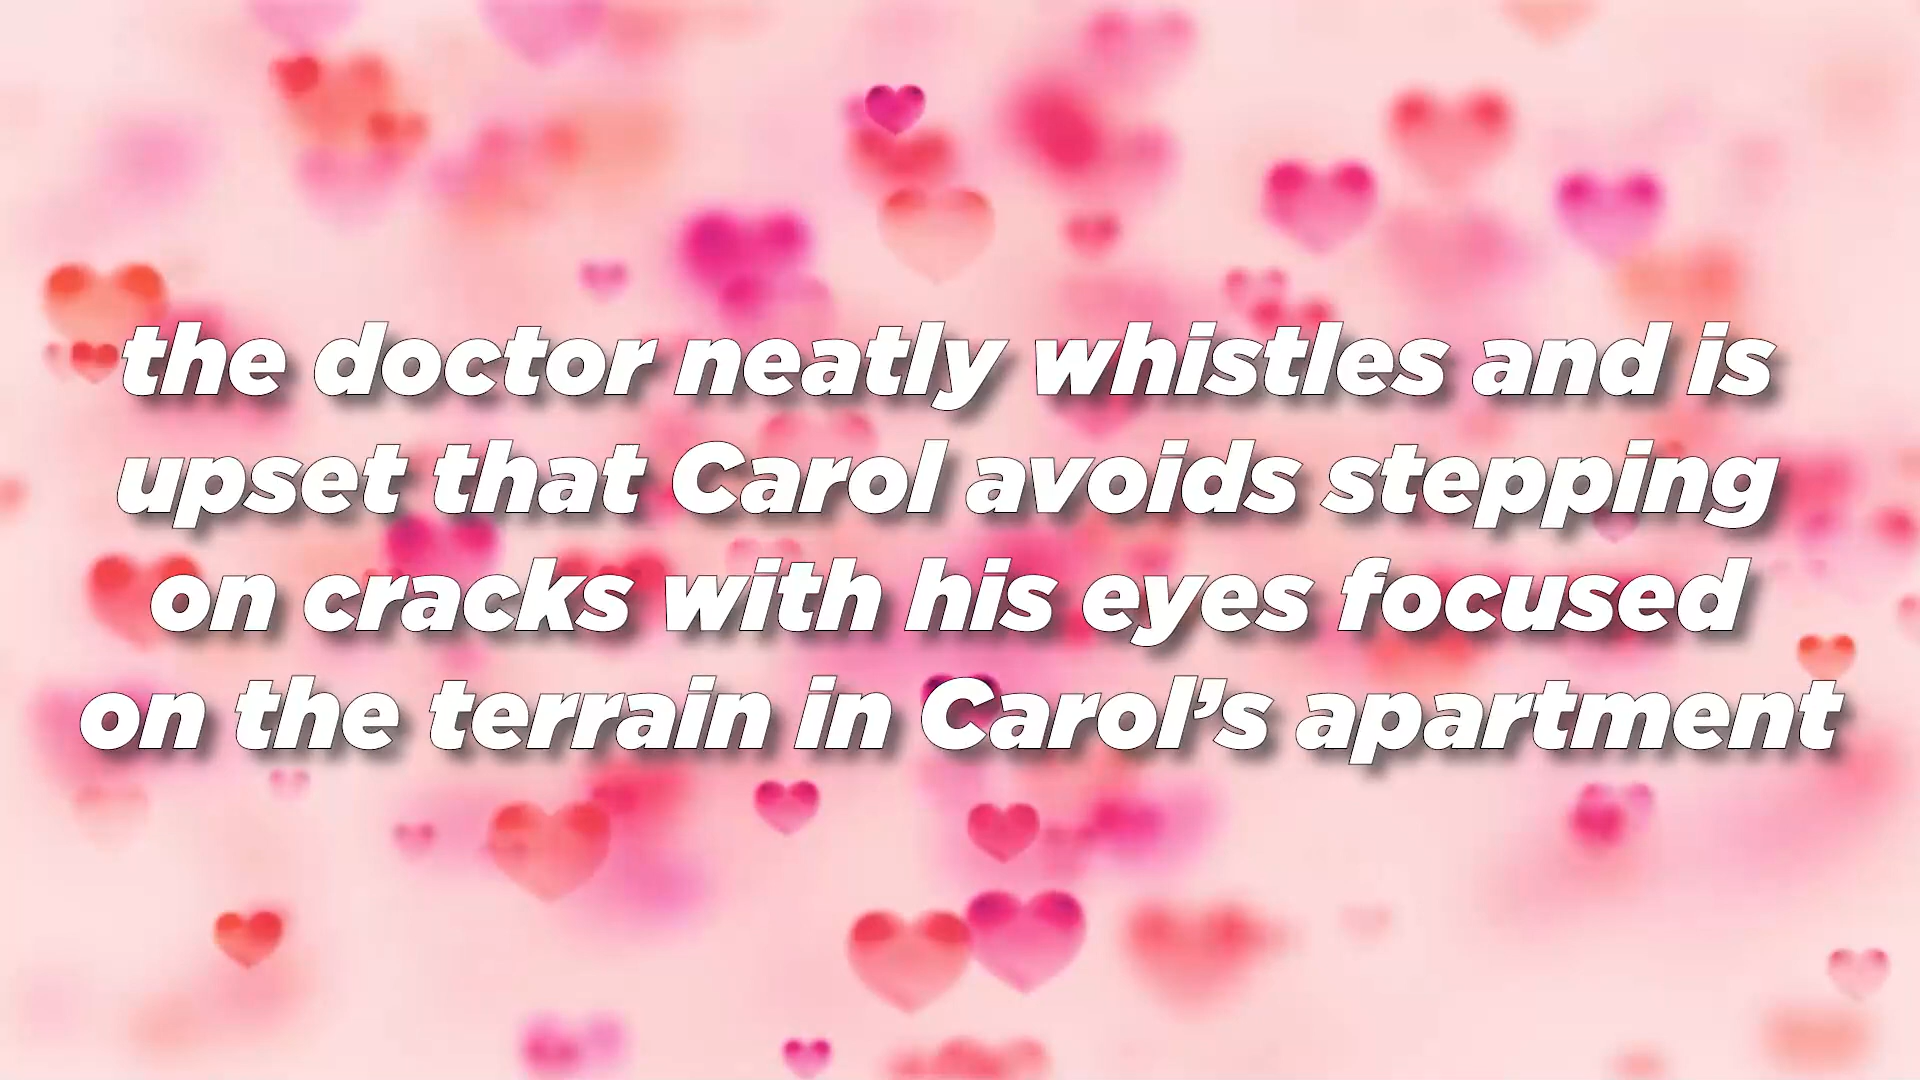 the doctor neatly whistles and is
upset that Carol avoids stepping
on cracks with his eyes focused
on the terrain in Carol’s apartment